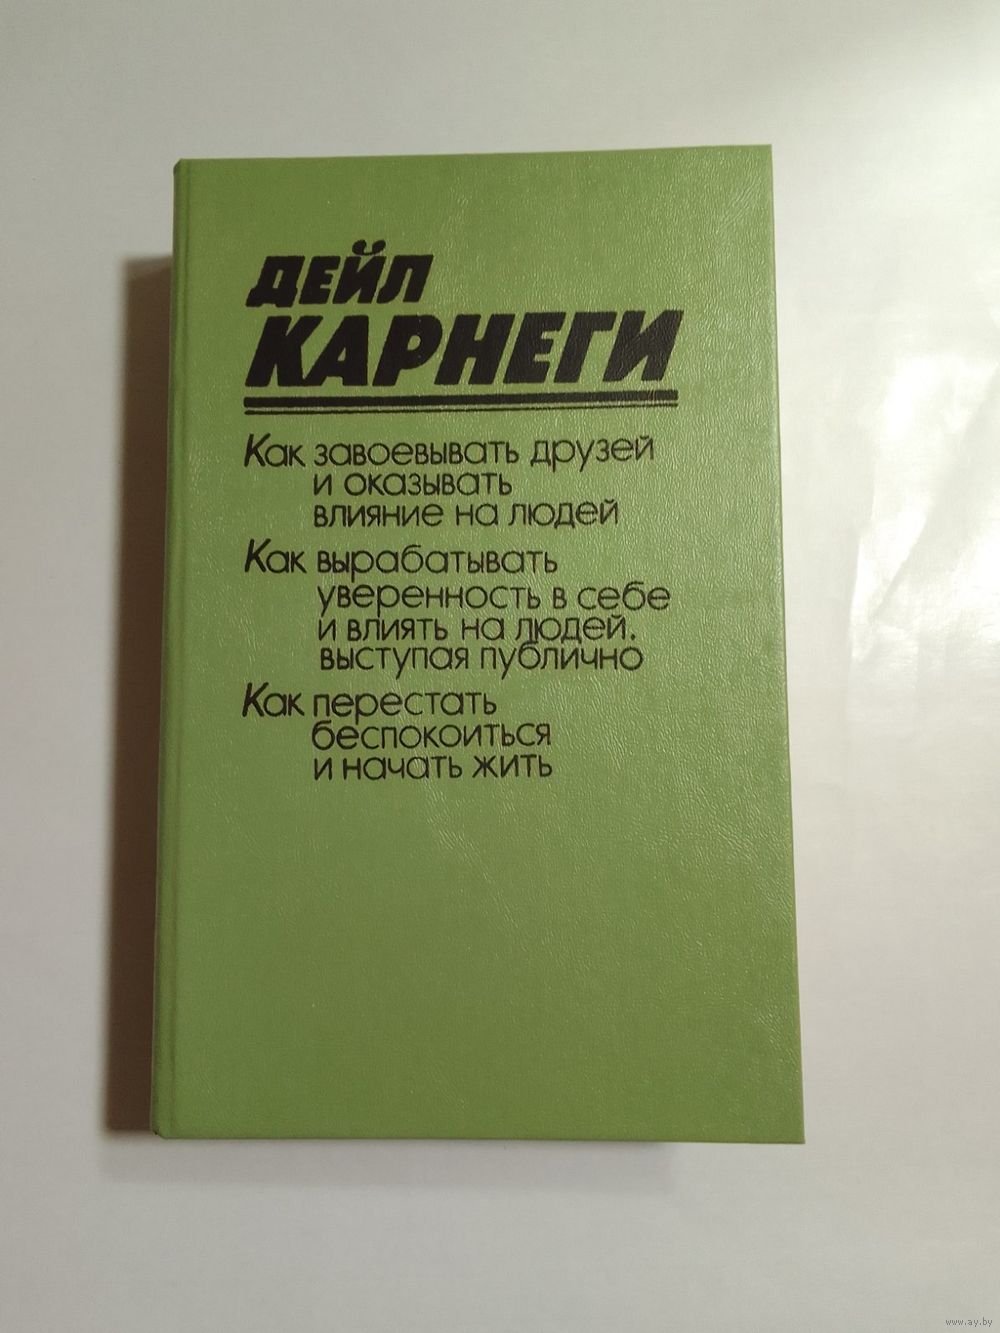 ДЕЙЛ
КАРНЕГИ
Как завоевывать друзей
и оказывать
влияние на людей
Как вырабатывать
уверенность в себе
и влиять на людей.
выступая публично
Как перестать
беспокоиться
и начать жить
www.ay.by